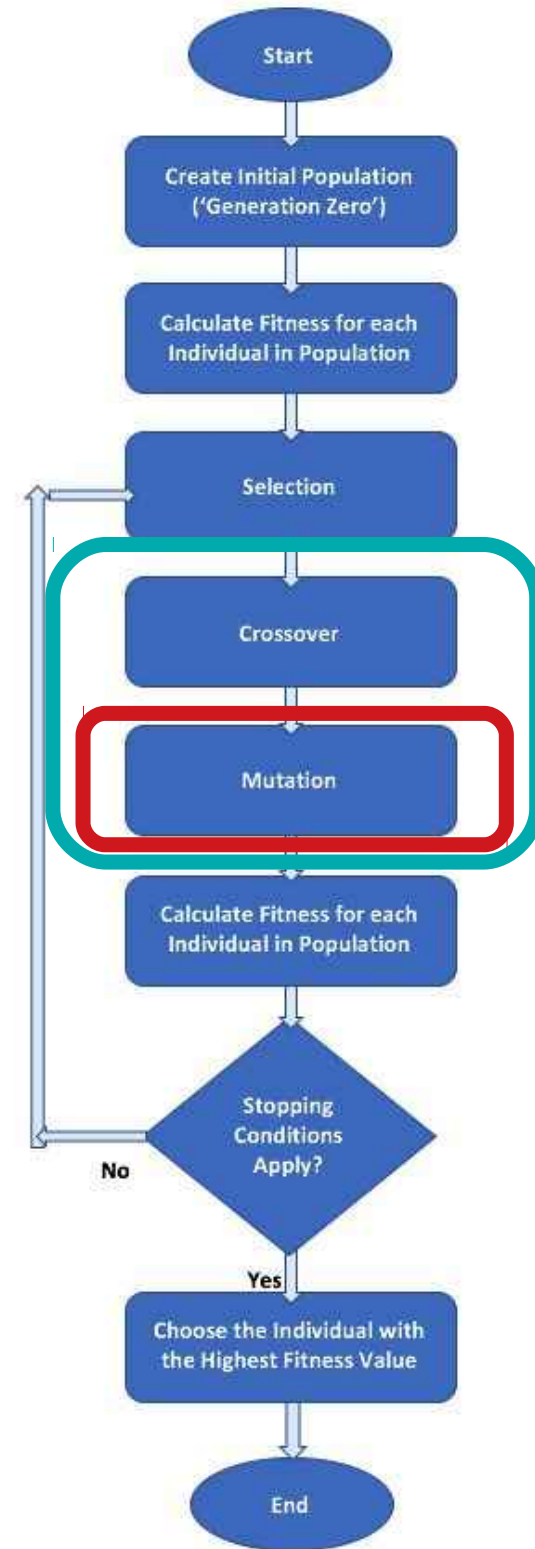 Start
Create Initial Population
(‘Generation Zero’)
Calculate Fitness for each
Individual in Population
Selection
Crossover
Mutation
Calculate Fitness for each
Individual in Population
Stopping
Conditions
Apply?
No
Yes
Choose the Individual with
the Highest Fitness Value
End